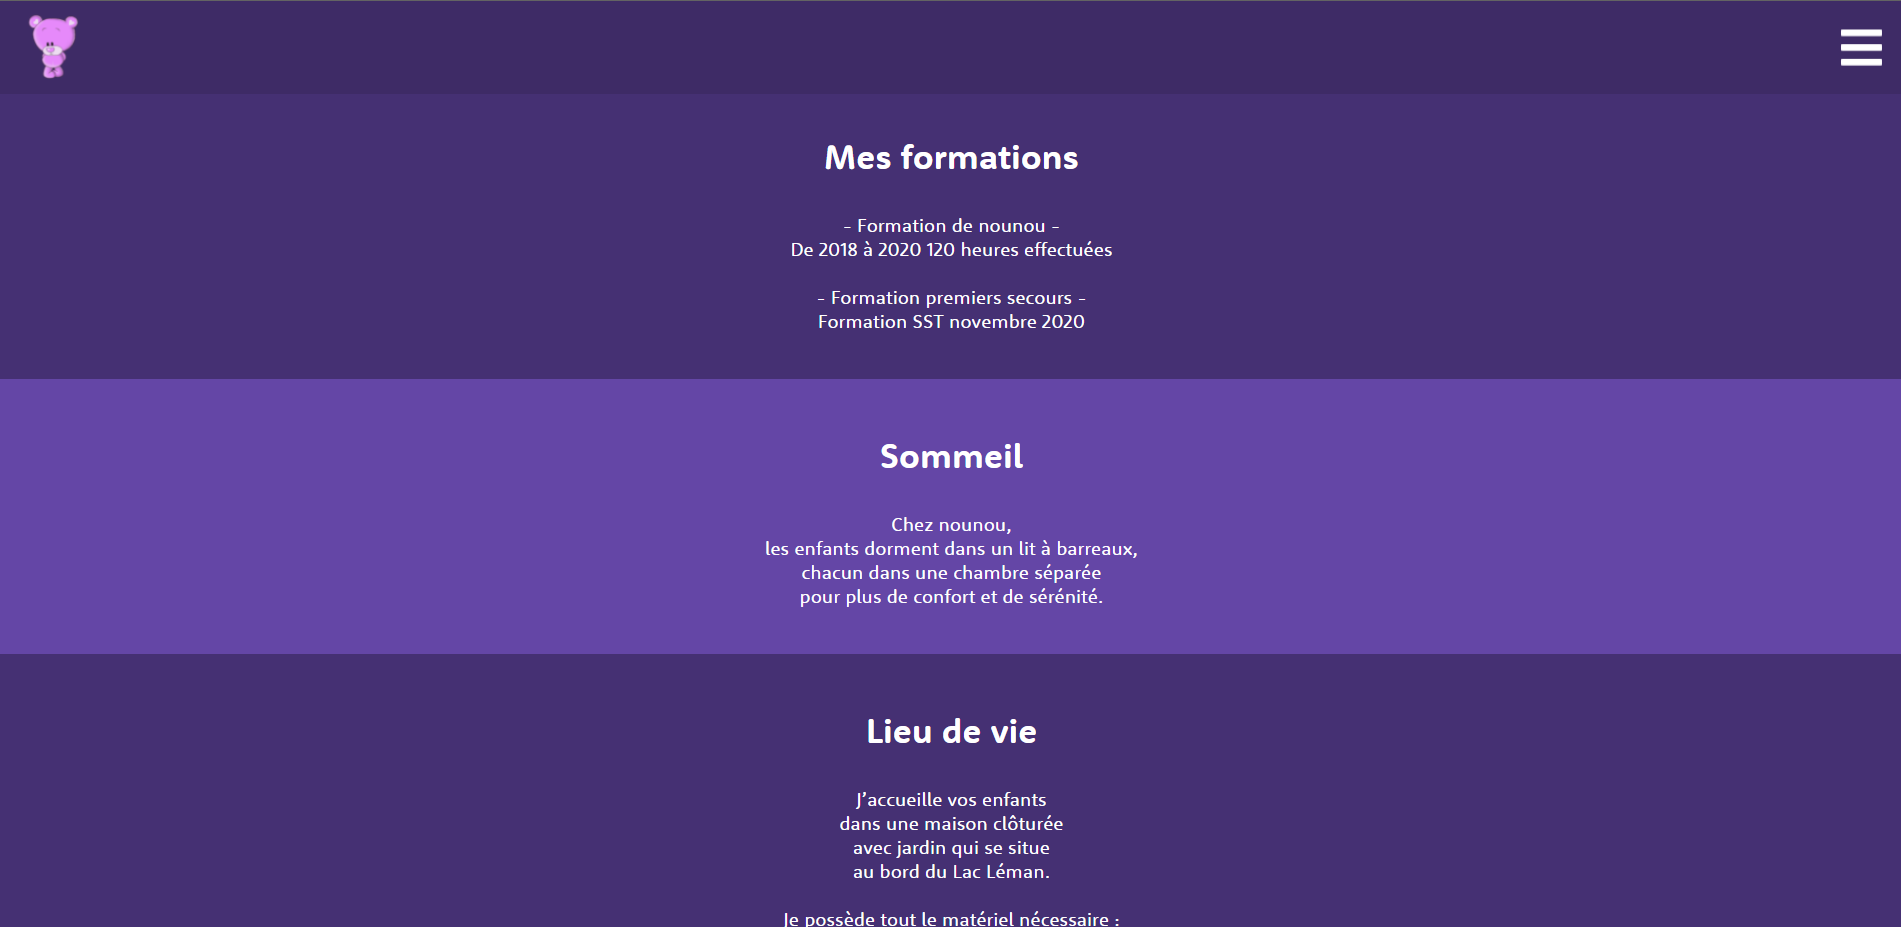 Mes formations
- Formation de nounou -
De 2018 à 2020 120 heures effectuées
- Formation premiers secours -
Formation SST novembre 2020
Sommeil
Chez nounou,
les enfants dorment dans un lit à barreaux,
chacun dans une chambre séparée
pour plus de confort et de sérénité.
Lieu de vie
J’accueille vos enfants
dans une maison clôturée
avec jardin qui se situe
au bord du Lac Léman.
Je possède tout le matériel nécessaire :